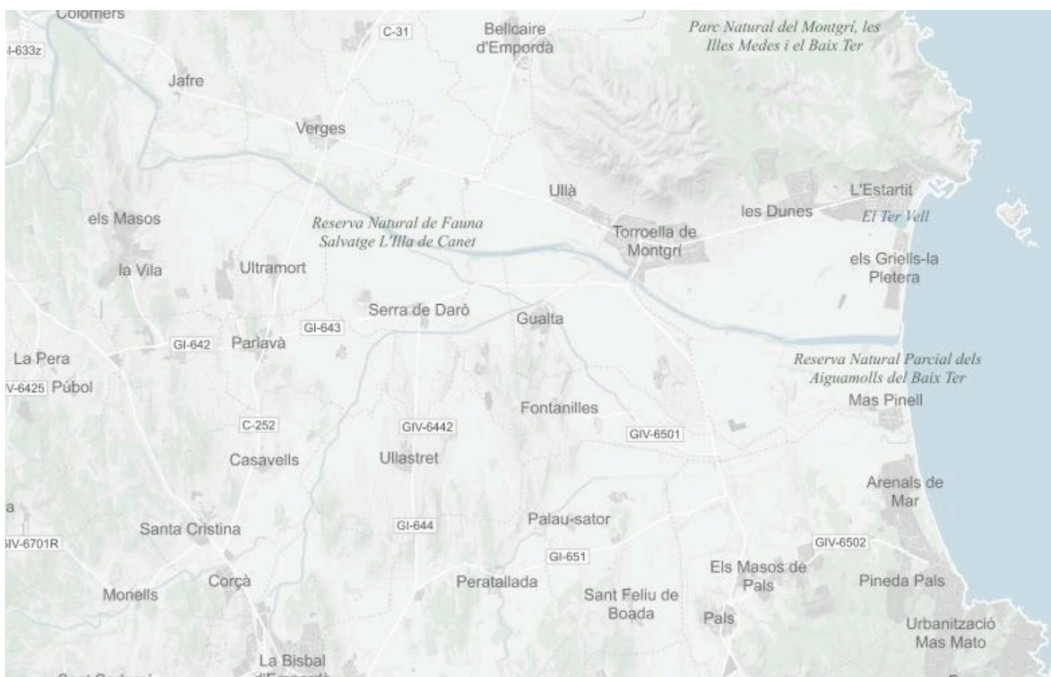 Colomers
C-31
Bellcaire
d'Empordà
Parc Natural del Montgrí, les
Illes Medes i el Baix Ter
GI-633z
Jafre
Verges
Ullà
L'Estartit
les Dunes
El Ter Vell
els Masos
Reserva Natural de Fauna
Salvatge L'Illa de Canet
Torroella de
Montgrí
la Vila
Ultramort
els Griells-la
Pletera
Serra de Daró
Gualta
GI-643
GI-642
Parlavà
La Pera
Reserva Natural Parcial dels
Aiguamolls del Baix Ter
GIV-6425
Púbol
Mas Pinell
Fontanilles
C-252
GIV-6442
GIV-6501
Casavells
Ullastret
Arenals de
Mar
Santa Cristina
GI-644
Palau-sator
GIV-6701R
GI-651
GIV-6502
Els Masos de
Pals
Corçà
Peratallada
Pineda Pals
Monells
Sant Feliu de
Boada
Pals
Urbanització
Mas Mato
La Bisbal
d'Empordà